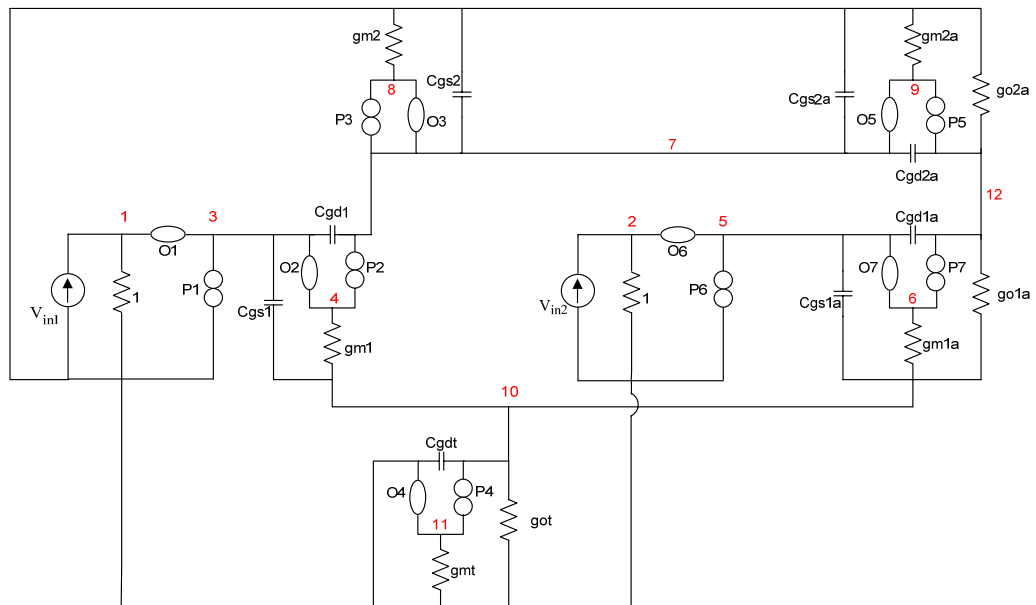 gm2
Cgs2
gm2a
8
P3
O3
Cgs2a
9
O5
P5
go2a
7
Cgd2a
12
1
3
Cgd1
2
5
Cgd1a
O1
O2
P2
O6
O7
P7
Vin1
1
P1
4
Cgs1
gm1
Vin2
1
P6
Cgs1a
6
go1a
gm1a
10
Cgdt
O4
P4
got
11
gmt